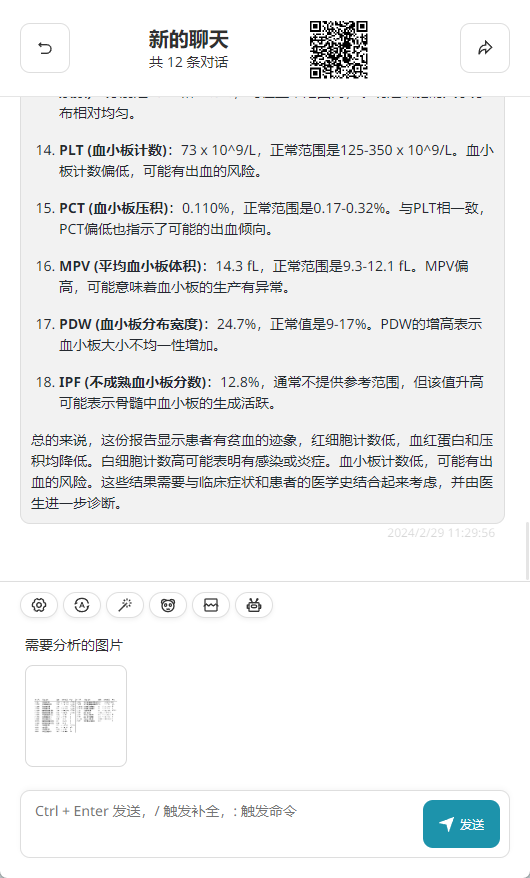 新的聊天
共 12 条对话
布相对均匀。
14. PLT (血小板计数)：73 x 10^9/L，正常范围是125-350 x 10^9/L。血小
板计数偏低，可能有出血的风险。
15. PCT (血小板压积)：0.110%，正常范围是0.17-0.32%。与PLT相一致，
PCT偏低也指示了可能的出血倾向。
16. MPV (平均血小板体积)：14.3 fL，正常范围是9.3-12.1 fL。MPV偏
高，可能意味着血小板的生产有异常。
17. PDW (血小板分布宽度)：24.7%，正常值是9-17%。PDW的增高表示
血小板大小不均一性增加。
18. IPF (不成熟血小板分数)：12.8%，通常不提供参考范围，但该值升高
可能表示骨髓中血小板的生成活跃。
总的来说，这份报告显示患者有贫血的迹象，红细胞计数低，血红蛋白和压
积均降低。白细胞计数高可能表明有感染或炎症。血小板计数低，可能有出
血的风险。这些结果需要与临床症状和患者的医学史结合起来考虑，并由医
生进一步诊断。
2024/2/29 11:29:56
A
需要分析的图片
Ctrl + Enter 发送，/ 触发补全，: 触发命令
发送